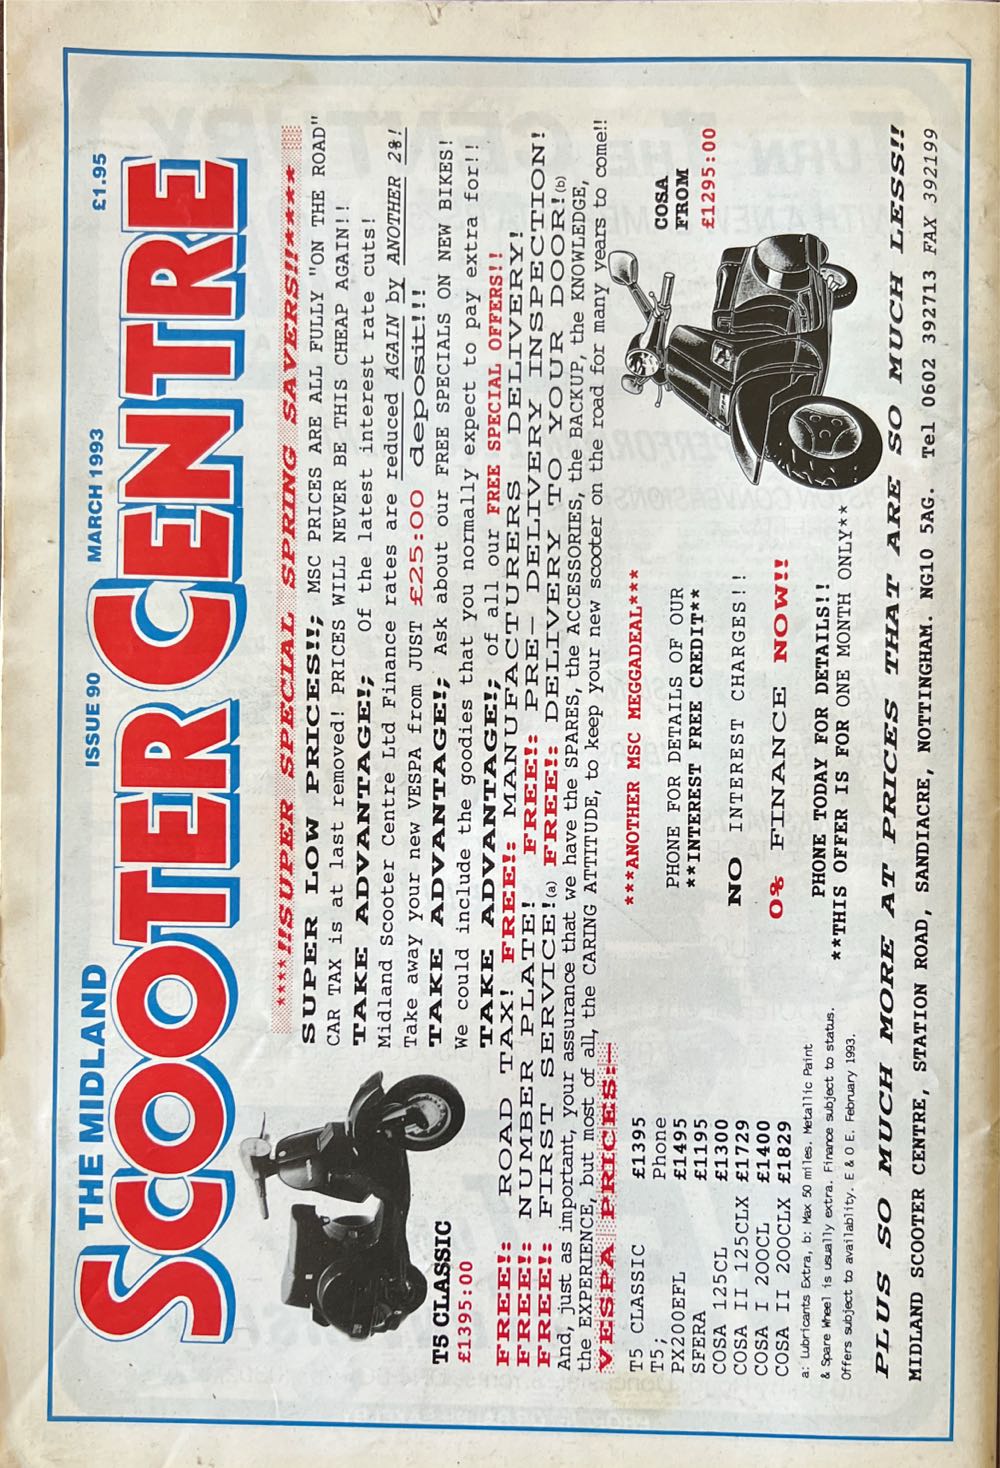 THE MIDLAND
ISSUE 90
MARCH 1993
£1.95
SCOOTER CENTRE
****!!SUPER SPECIAL SPRING SAVERS!!****
SUPER LOW PRICES!!; MSC PRICES ARE ALL FULLY "ON THE ROAD"
CAR TAX is at last removed! PRICES WILL NEVER BE THIS CHEAP AGAIN!!
TAKE ADVANTAGE!; of the latest interest rate cuts!
Midland Scooter Centre Ltd Finance rates are reduced AGAIN by ANOTHER 2%!
Take away your new VESPA from JUST £25:00 deposit!!!
TAKE ADVANTAGE!; Ask about our FREE SPECIALS ON NEW BIKES!
We could include the goodies that you normally expect to pay extra for!!
TAKE ADVANTAGE!; of all our FREE SPECIAL OFFERS!!
T5 CLASSIC
£1395:00
FREE!: ROAD TAX! FREE!: MANUFACTURERS DELIVERY!
FREE!: NUMBER PLATE! FREE!: PRE- DELIVERY INSPECTION!
FREE!: FIRST SERVICE!(a) FREE!: DELIVERY TO YOUR DOOR!(b)
And, just as important, your assurance that we have the SPARES, the ACCESSORIES, the BACKUP, the KNOWLEDGE,
the EXPERIENCE, but most of all, the CARING ATTITUDE, to keep your new scooter on the road for many years to come!!
VESPA PRICES:—
T5 CLASSIC £1395
T5; Phone
PX200EFL £1495
SFERA £1195
COSA 125CL £1300
COSA II 125CLX £1729
COSA I 200CL £1400
COSA II 200CLX £1829
a: Lubricants Extra, b: Max 50 miles. Metallic Paint
& Spare Wheel is usually extra. Finance subject to status.
Offers subject to availablity. E & O E. February 1993.
***ANOTHER MSC MEGGADEAL***
PHONE FOR DETAILS OF OUR
**INTEREST FREE CREDIT**
NO INTEREST CHARGES!!
0% FINANCE NOW!!
PHONE TODAY FOR DETAILS!!
**THIS OFFER IS FOR ONE MONTH ONLY**
COSA
FROM
£1295:00
PLUS SO MUCH MORE AT PRICES THAT ARE SO MUCH LESS!!
MIDLAND SCOOTER CENTRE, STATION ROAD, SANDIACRE, NOTTINGHAM. NG10 5AG. Tel 0602 392713 FAX 392199